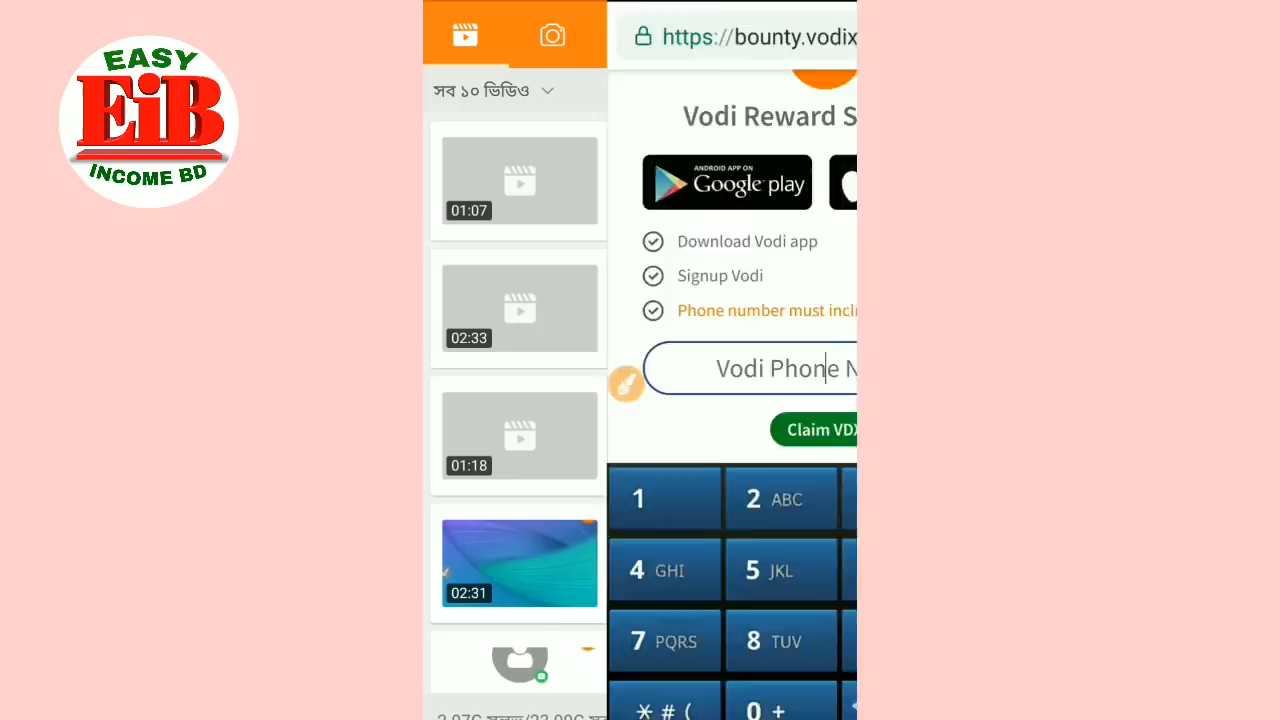 EASY
EiB
INCOME BD
সব ১০ ভিডিও
01:07
02:33
01:18
02:31
https://bounty.vodix
Vodi Reward S
ANDROID APP ON
Google play
Download Vodi app
Signup Vodi
Phone number must incl
Vodi Phone N
Claim VDX
1
2 ABC
4 GHI
5 JKL
7 PQRS
8 TUV
* # (
0 +